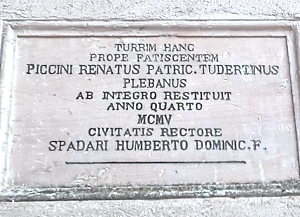 TURRIM HANC
PROPE FATISCENTEM
PICCINI RENATUS PATRIC. TUDERTINUS
PLEBANUS
AB INTEGRO RESTITUIT
ANNO QUARTO
MCMV
CIVITATIS RECTORE
SPADARI HUMBERTO DOMINIC. F.